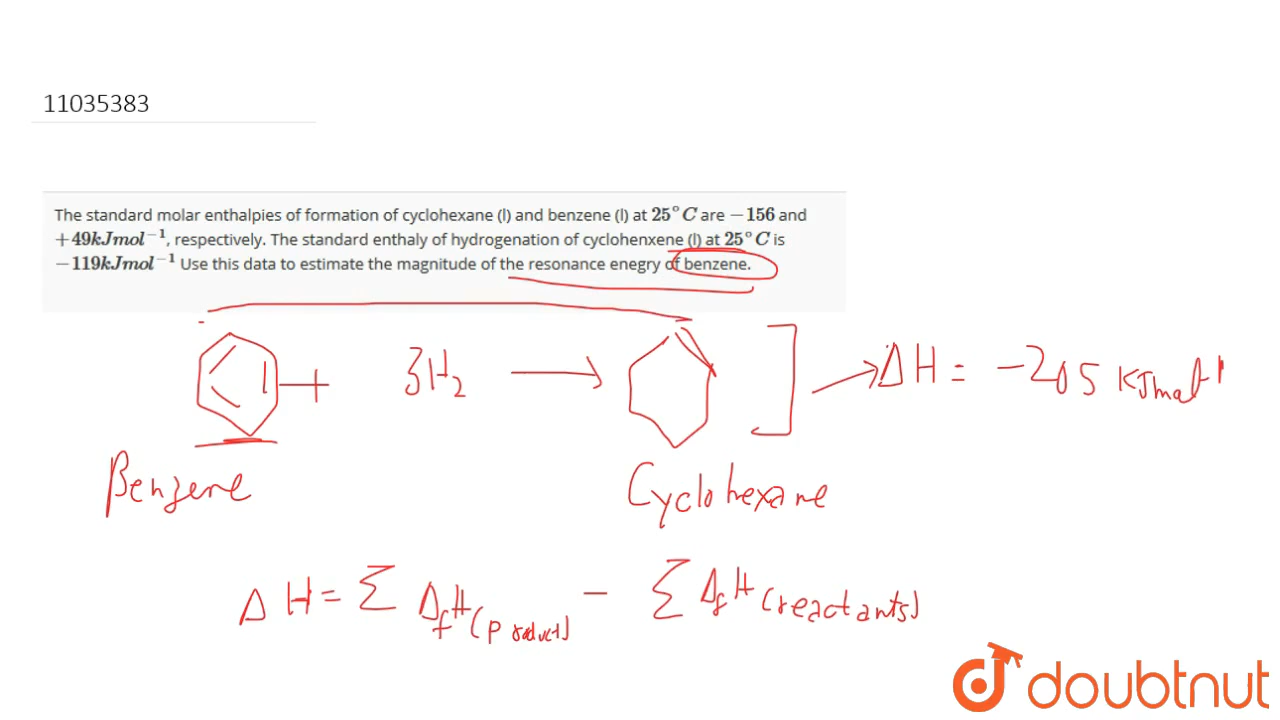 11035383
The standard molar enthalpies of formation of cyclohexane (l) and benzene (l) at 25°C are −156 and
+49kJmol⁻¹, respectively. The standard enthaly of hydrogenation of cyclohenxene (l) at 25°C is
−119kJmol⁻¹ Use this data to estimate the magnitude of the resonance enegry of benzene.
+ 3H₂ → ] → ΔH = −205 KJmol-1
Benzene Cyclohexane
ΔH = Σ ΔfH(product) − Σ ΔfH(reactants)
doubtnut